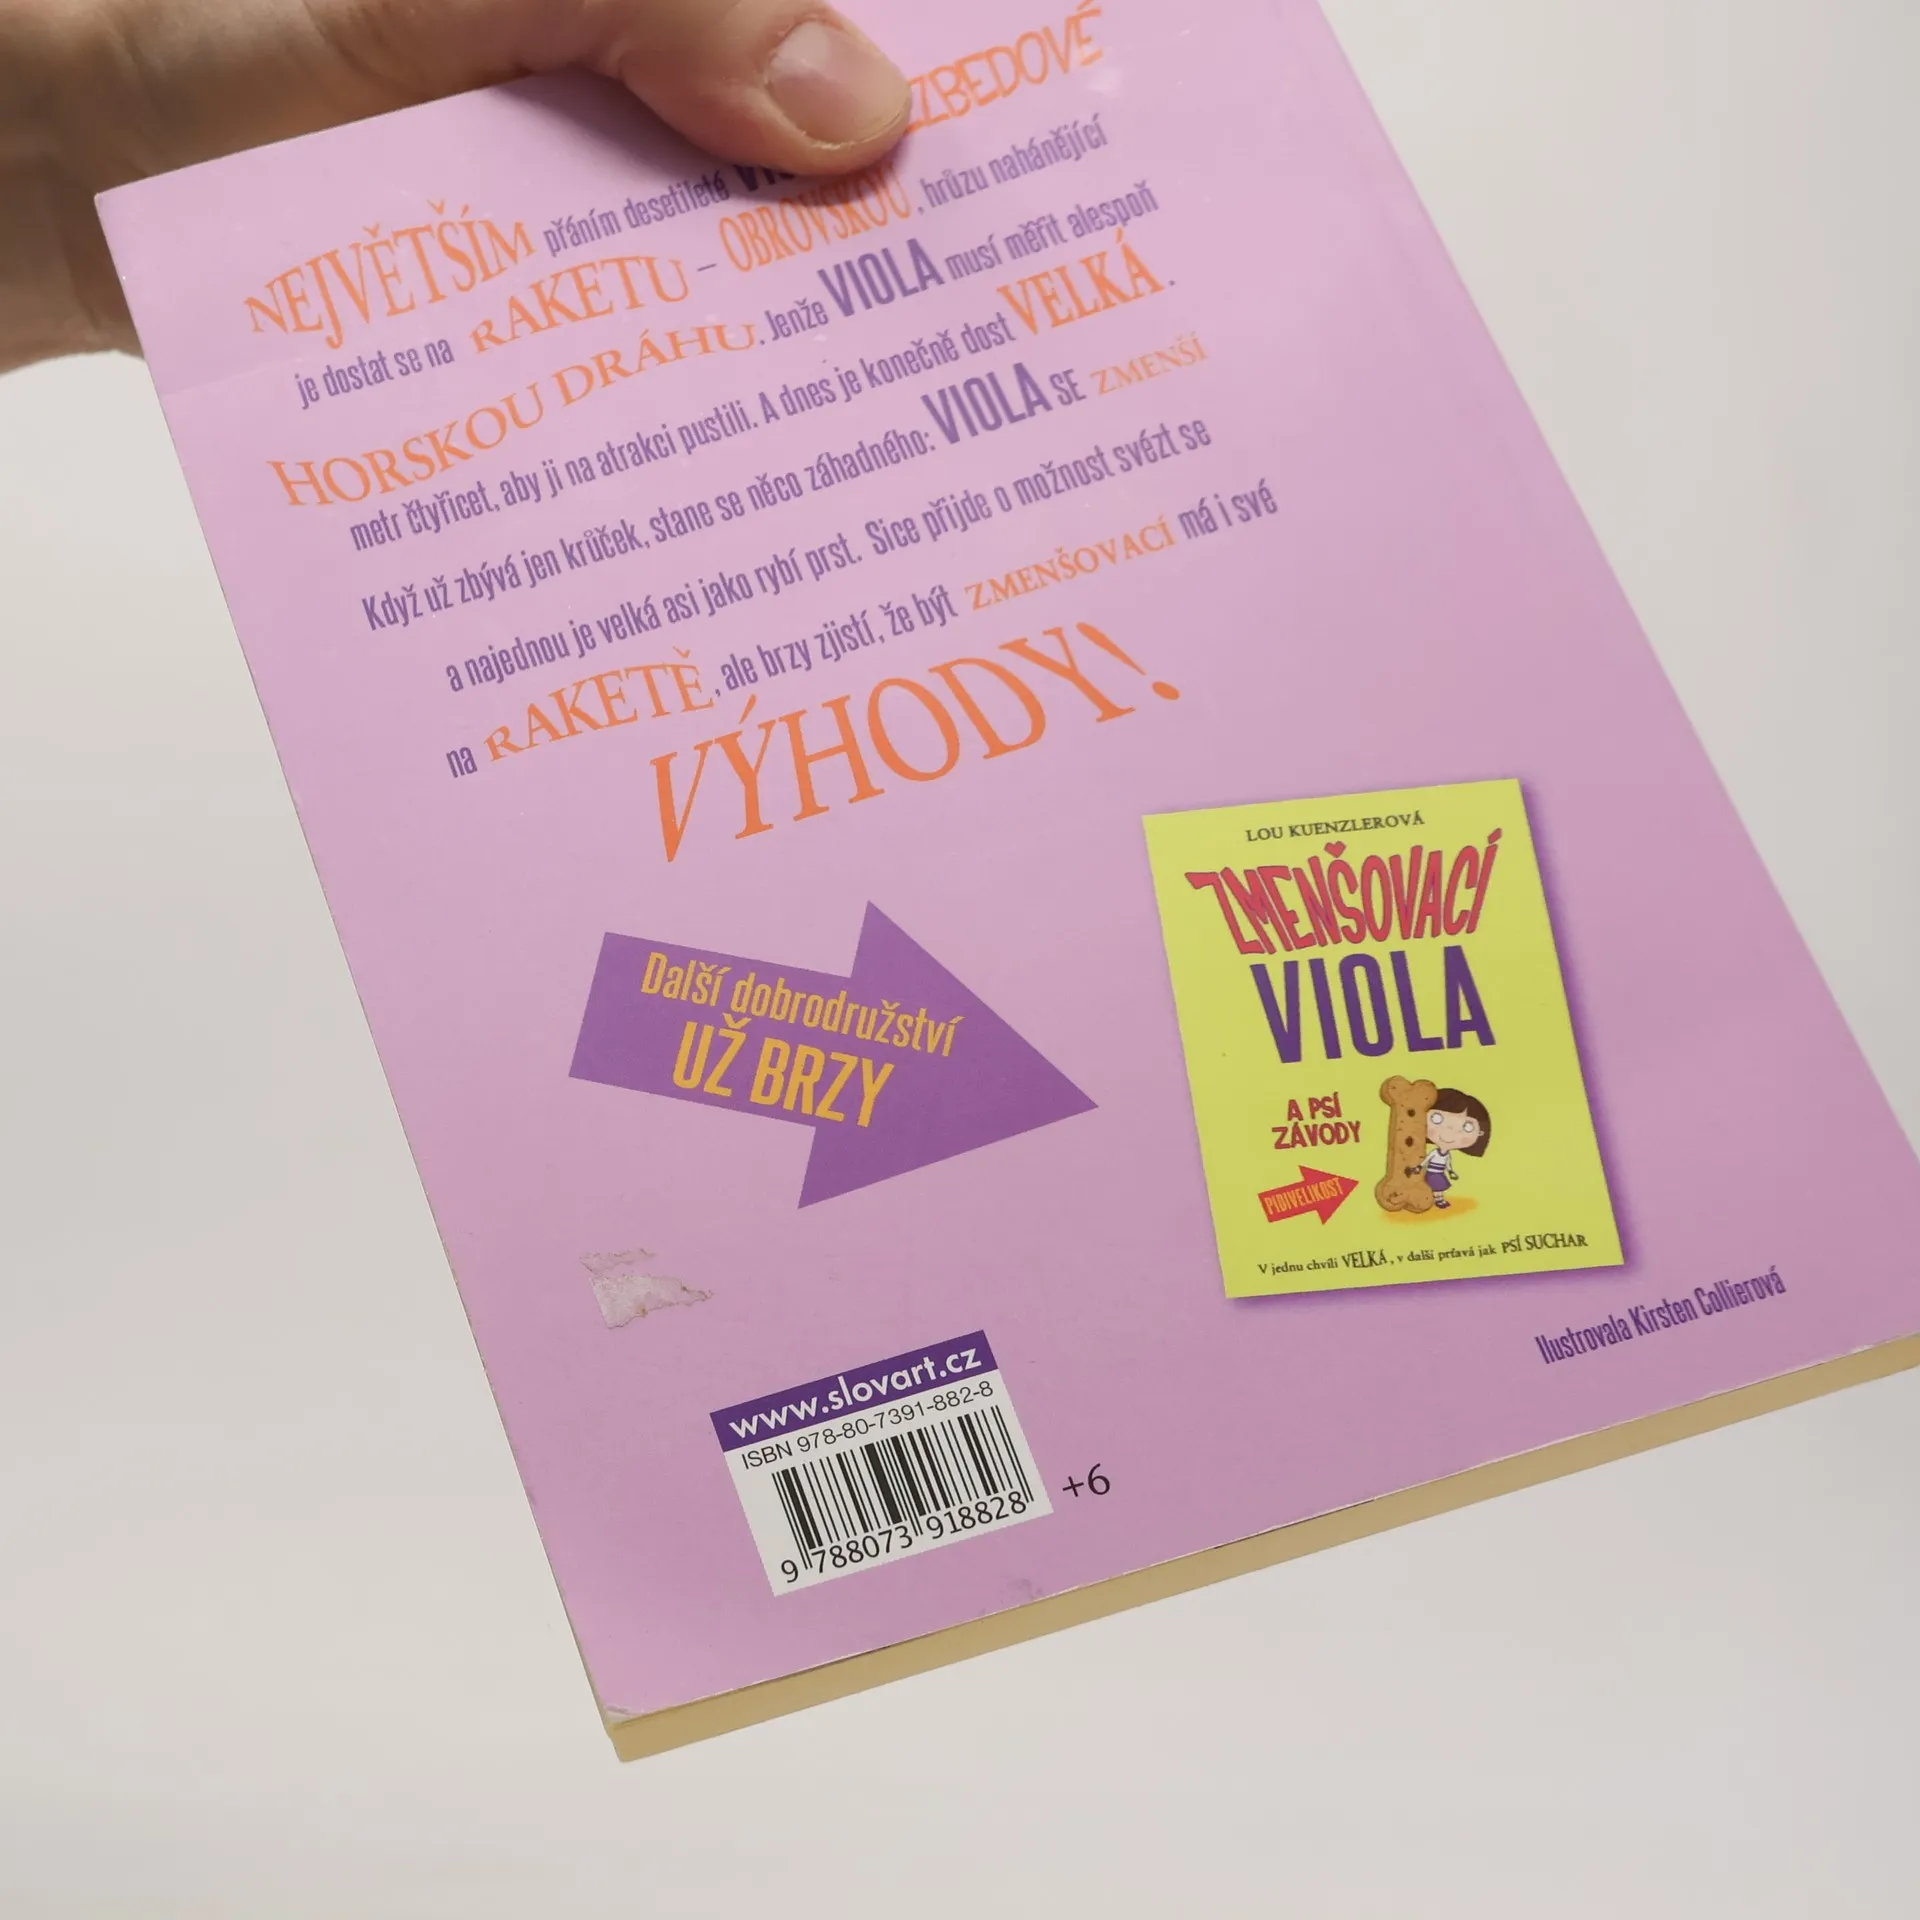 NEJVĚTŠÍM přáním desetileté
je dostat se na RAKETU – OBROVSKOU, hrůzu nahánějící
HORSKOU DRÁHU. Jenže VIOLA musí měřit alespoň
metr čtyřicet, aby ji na atrakci pustili. A dnes je konečně dost VELKÁ.
Když už zbývá jen krůček, stane se něco záhadného: VIOLA SE ZMENŠÍ
a najednou je velká asi jako rybí prst. Sice přijde o možnost svézt se
na RAKETĚ, ale brzy zjistí, že být ZMENŠOVACÍ má i své
VÝHODY!
Další dobrodružství
UŽ BRZY
LOU KUENZLEROVÁ
ZMENŠOVACÍ
VIOLA
A PSÍ
ZÁVODY
PIDIVELIKOST
V jednu chvíli VELKÁ, v další prťavá jak PSÍ SUCHAR
Ilustrovala Kirsten Collierová
www.slovart.cz
ISBN 978-80-7391-882-8
9 788073 918828
+6